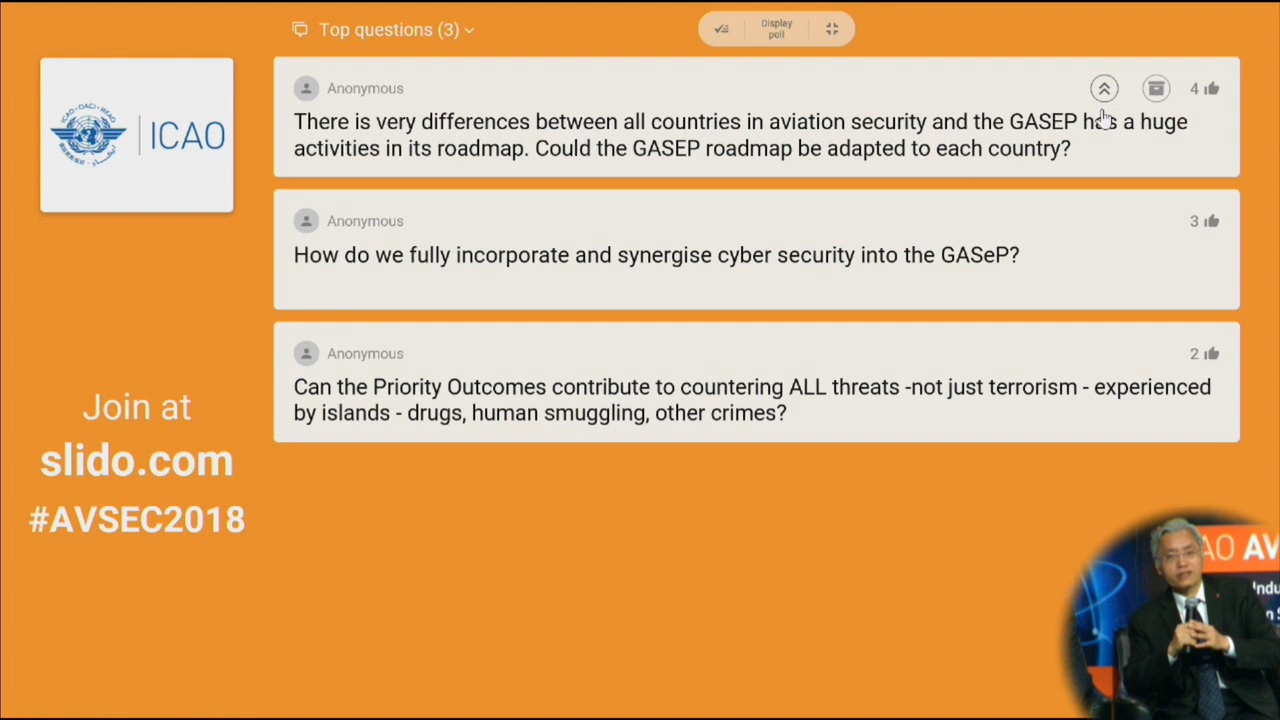 Top questions (3)
Display
poll
ICAO
Anonymous
4
There is very differences between all countries in aviation security and the GASEP has a huge
activities in its roadmap. Could the GASEP roadmap be adapted to each country?
Anonymous
3
How do we fully incorporate and synergise cyber security into the GASeP?
Anonymous
2
Can the Priority Outcomes contribute to countering ALL threats -not just terrorism - experienced
by islands - drugs, human smuggling, other crimes?
Join at
slido.com
#AVSEC2018
AO AV
Indu